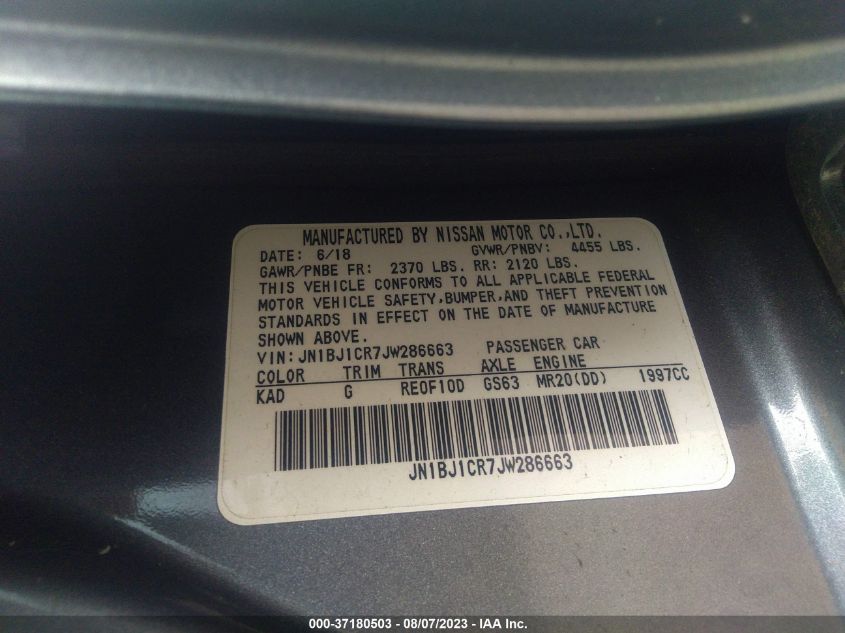 MANUFACTURED BY NISSAN MOTOR CO.,LTD.
DATE: 6/18 GVWR/PNBV: 4455 LBS.
GAWR/PNBE FR: 2370 LBS. RR: 2120 LBS.
THIS VEHICLE CONFORMS TO ALL APPLICABLE FEDERAL
MOTOR VEHICLE SAFETY,BUMPER,AND THEFT PREVENTION
STANDARDS IN EFFECT ON THE DATE OF MANUFACTURE
SHOWN ABOVE.
VIN:JN1BJ1CR7JW286663 PASSENGER CAR
COLOR TRIM TRANS AXLE ENGINE
KAD G RE0F10D GS63 MR20(DD) 1997CC
JN1BJ1CR7JW286663
000-37180503 - 08/07/2023 - IAA Inc.